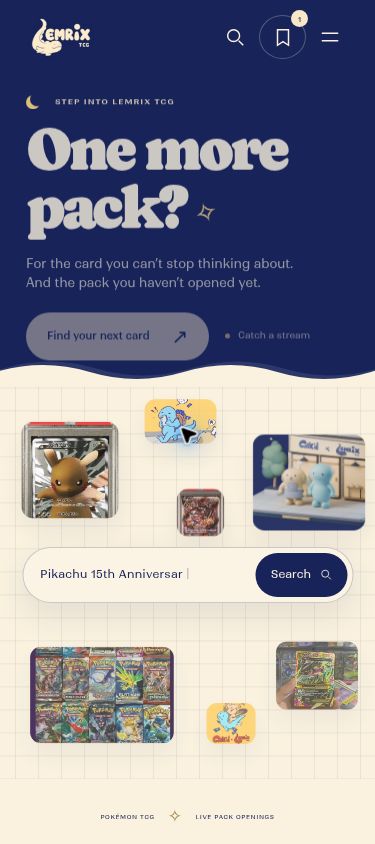 LEMRiX
TCG
1
STEP INTO LEMRIX TCG
One more
pack?
For the card you can’t stop thinking about.
And the pack you haven’t opened yet.
Find your next card
Catch a stream
Pikachu 15th Anniversar
Search
POKÉMON TCG
LIVE PACK OPENINGS